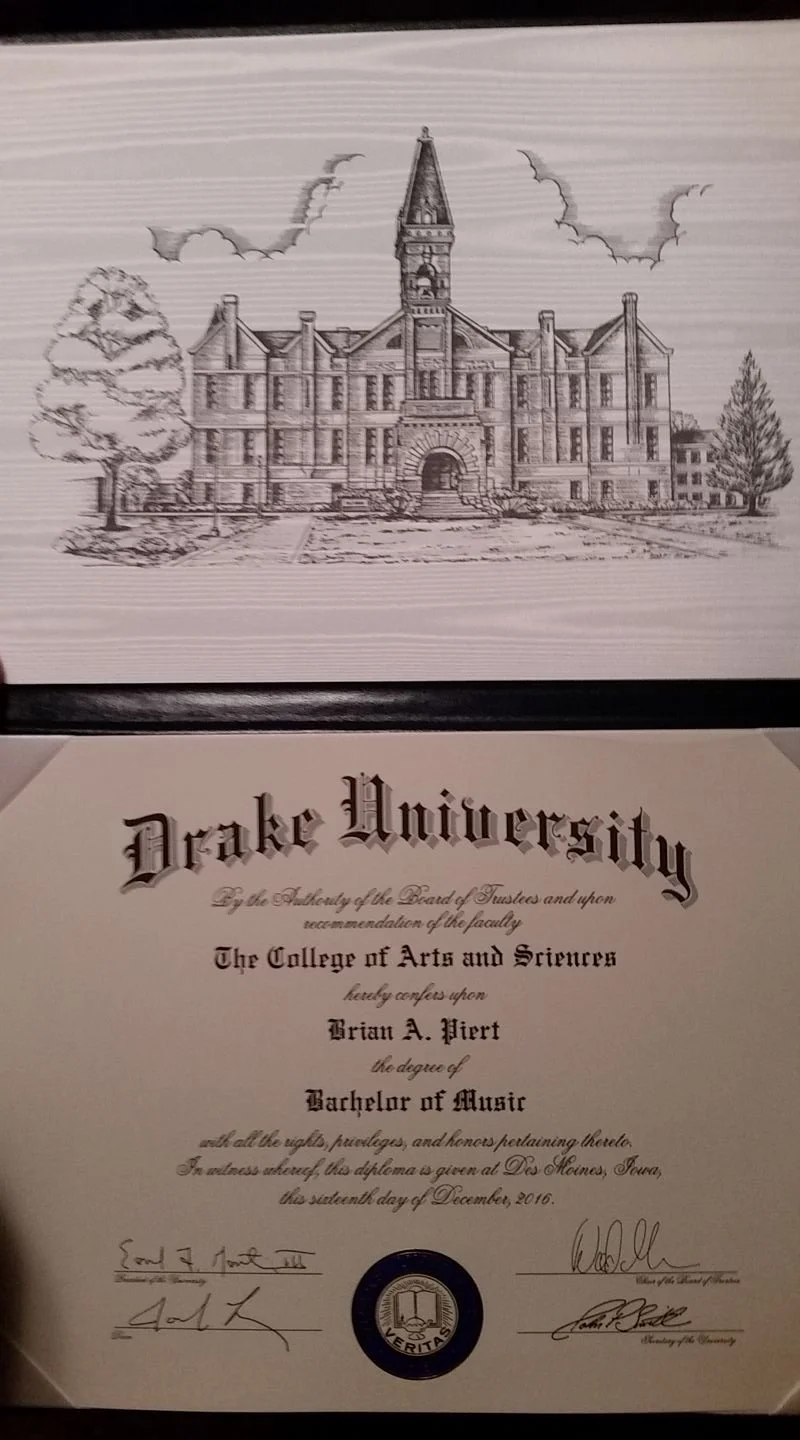 Drake University
By the Authority of the Board of Trustees and upon
recommendation of the faculty
The College of Arts and Sciences
hereby confers upon
Brian A. Piert
the degree of
Bachelor of Music
with all the rights, privileges, and honors pertaining thereto.
In witness whereof, this diploma is given at Des Moines, Iowa,
this sixteenth day of December, 2016.
President of the University
Chair of the Board of Trustees
Dean
Secretary of the University
VERITAS